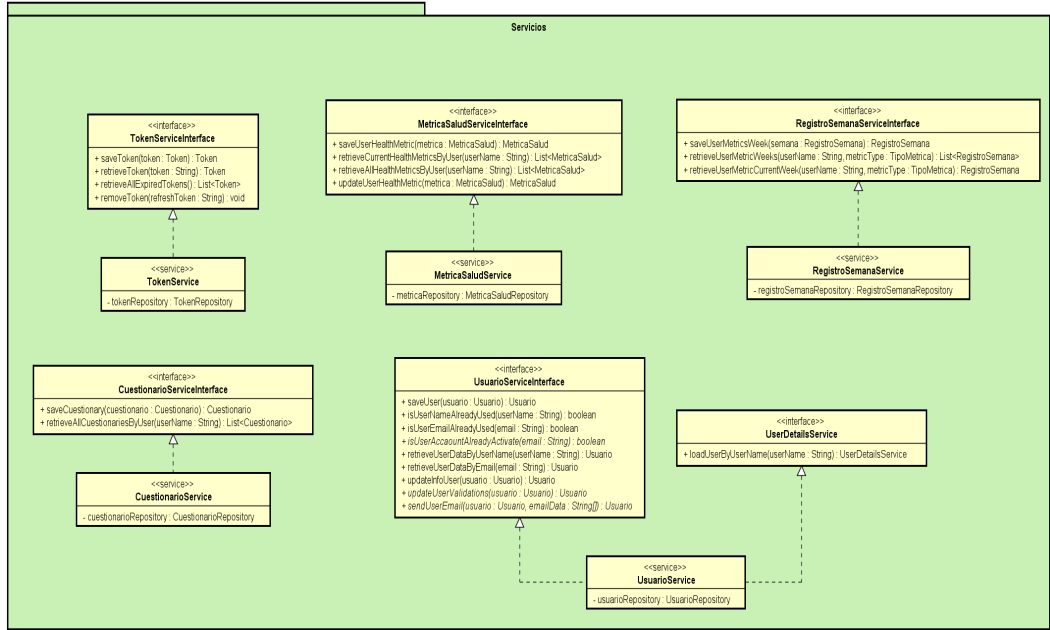 Servicios
<<interface>>
TokenServiceInterface
+ saveToken(token : Token) : Token
+ retrieveToken(token : String) : Token
+ retrieveAllExpiredTokens() : List<Token>
+ removeToken(refreshToken : String) : void
<<interface>>
MetricaSaludServiceInterface
+ saveUserHealthMetric(metrica : MetricaSalud) : MetricaSalud
+ retrieveCurrentHealthMetricsByUser(userName : String) : List<MetricaSalud>
+ retrieveAllHealthMetricsByUser(userName : String) : List<MetricaSalud>
+ updateUserHealthMetric(metrica : MetricaSalud) : MetricaSalud
<<interface>>
RegistroSemanaServiceInterface
+ saveUserMetricsWeek(semana : RegistroSemana) : RegistroSemana
+ retrieveUserMetricWeeks(userName : String, metricType : TipoMetrica) : List<RegistroSemana>
+ retrieveUserMetricCurrentWeek(userName : String, metricType : TipoMetrica) : RegistroSemana
<<service>>
TokenService
- tokenRepository : TokenRepository
<<service>>
MetricaSaludService
- metricaRepository : MetricaSaludRepository
<<service>>
RegistroSemanaService
- registroSemanaRepository : RegistroSemanaRepository
<<interface>>
CuestionarioServiceInterface
+ saveCuestionary(cuestionario : Cuestionario) : Cuestionario
+ retrieveAllCuestionariesByUser(userName : String) : List<Cuestionario>
<<interface>>
UsuarioServiceInterface
+ saveUser(usuario : Usuario) : Usuario
+ isUserNameAlreadyUsed(userName : String) : boolean
+ isUserEmailAlreadyUsed(email : String) : boolean
+ isUserAccaountAlreadyActivate(email : String) : boolean
+ retrieveUserDataByUserName(userName : String) : Usuario
+ retrieveUserDataByEmail(email : String) : Usuario
+ updateInfoUser(usuario : Usuario) : Usuario
+ updateUserValidations(usuario : Usuario) : Usuario
+ sendUserEmail(usuario : Usuario, emailData : String[]) : Usuario
<<interface>>
UserDetailsService
+ loadUserByUserName(userName : String) : UserDetailsService
<<service>>
CuestionarioService
- cuestionarioRepository : CuestionarioRepository
<<service>>
UsuarioService
- usuarioRepository : UsuarioRepository